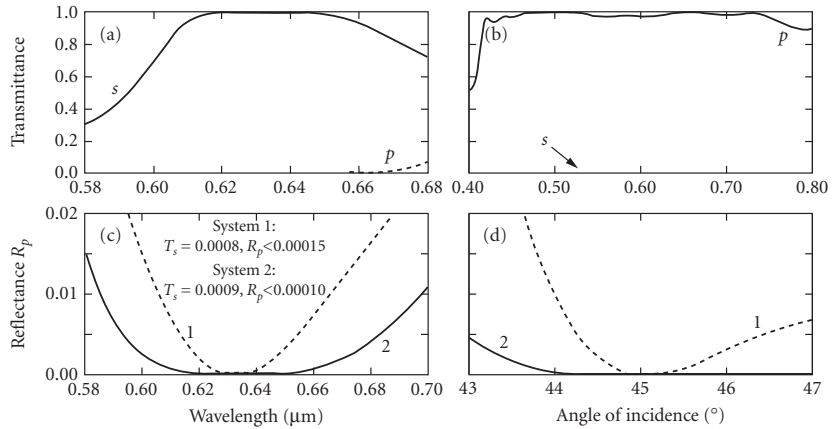 Transmittance
1.0
0.8
0.6
0.4
0.2
0.0
(a)
s
p
0.58 0.60 0.62 0.64 0.66 0.68
(b)
p
s
0.40 0.50 0.60 0.70 0.80
Reflectance Rp
0.02
0.01
0.00
(c)
System 1:
Ts = 0.0008, Rp<0.00015
System 2:
Ts = 0.0009, Rp<0.00010
1
2
0.58 0.60 0.62 0.64 0.66 0.68 0.70
Wavelength (μm)
(d)
2
1
43 44 45 46 47
Angle of incidence (°)